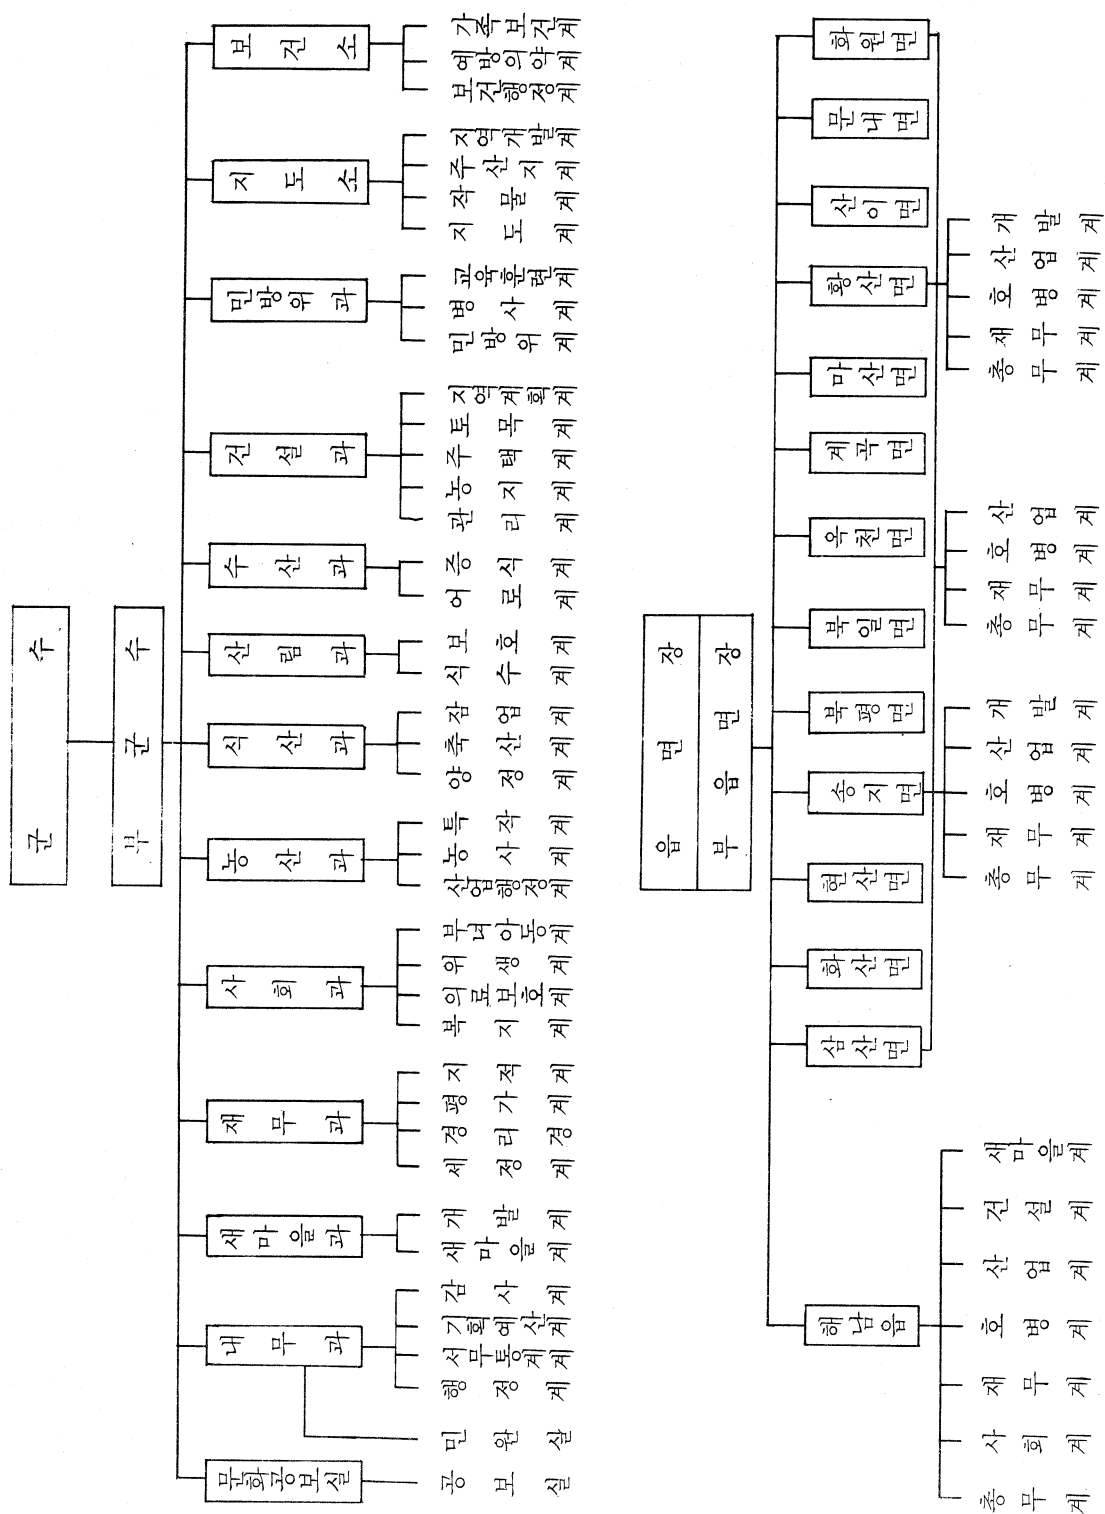 군수
부군수
문화공보실
내무과
새마을과
재무과
사회과
농산과
식산과
산림과
수산과
건설과
민방위과
지도소
보건소
공보실
민원실
행정계
서무통계계
기획예산계
감사계
새마을계
개발계
세정계
경리경
평가계
지적계
복지계
의료보호계
위생계
부녀아동계
산업행정계
농사계
특작계
양정계
축산계
잠업계
식수계
보호계
어로계
증식계
관리계
농지계
주택계
토목계
지역계획계
민방위계
병사계
교육훈련계
지도계
작물계
주산지계
지역개발계
보건행정계
예방의약계
가족보건계
읍면장
부읍면장
해남읍
삼산면
화산면
현산면
송지면
북평면
북일면
옥천면
계곡면
마산면
황산면
산이면
문내면
화원면
총무계
사회계
재무계
호병계
산업계
건설계
새마을계
총무계
재무계
호병계
산업계
개발계
총무계
재무계
호병계
산업계
총무계
재무계
호병계
산업계
개발계